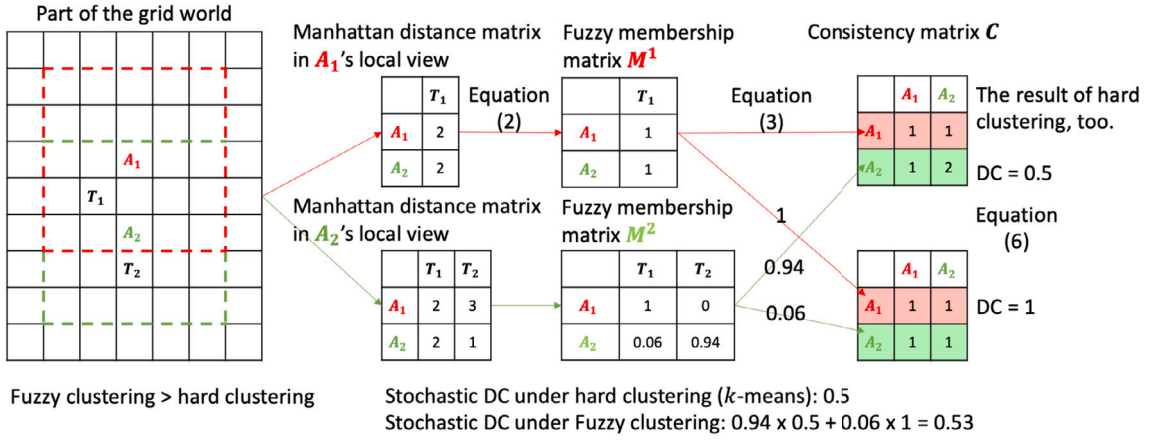 Part of the grid world
A₁
T₁
A₂
T₂
Manhattan distance matrix
in A₁'s local view
T₁
A₁ 2
A₂ 2
Equation
(2)
Fuzzy membership
matrix M¹
T₁
A₁ 1
A₂ 1
Equation
(3)
Consistency matrix C
A₁ A₂
A₁ 1 1
A₂ 1 2
The result of hard
clustering, too.
DC = 0.5
Manhattan distance matrix
in A₂'s local view
T₁ T₂
A₁ 2 3
A₂ 2 1
Fuzzy membership
matrix M²
T₁ T₂
A₁ 1 0
A₂ 0.06 0.94
1
0.94
0.06
Equation
(6)
A₁ A₂
A₁ 1 1
A₂ 1 1
DC = 1
Fuzzy clustering > hard clustering
Stochastic DC under hard clustering (k-means): 0.5
Stochastic DC under Fuzzy clustering: 0.94 x 0.5 + 0.06 x 1 = 0.53